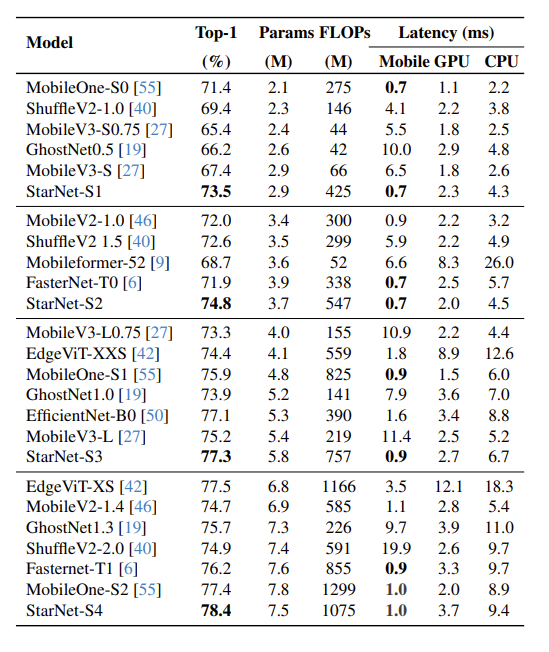 Model Top-1 Params FLOPs Latency (ms)
(%) (M) (M) Mobile GPU CPU
MobileOne-S0 [55] 71.4 2.1 275 0.7 1.1 2.2
ShuffleV2-1.0 [40] 69.4 2.3 146 4.1 2.2 3.8
MobileV3-S0.75 [27] 65.4 2.4 44 5.5 1.8 2.5
GhostNet0.5 [19] 66.2 2.6 42 10.0 2.9 4.8
MobileV3-S [27] 67.4 2.9 66 6.5 1.8 2.6
StarNet-S1 73.5 2.9 425 0.7 2.3 4.3
MobileV2-1.0 [46] 72.0 3.4 300 0.9 2.2 3.2
ShuffleV2 1.5 [40] 72.6 3.5 299 5.9 2.2 4.9
Mobileformer-52 [9] 68.7 3.6 52 6.6 8.3 26.0
FasterNet-T0 [6] 71.9 3.9 338 0.7 2.5 5.7
StarNet-S2 74.8 3.7 547 0.7 2.0 4.5
MobileV3-L0.75 [27] 73.3 4.0 155 10.9 2.2 4.4
EdgeViT-XXS [42] 74.4 4.1 559 1.8 8.9 12.6
MobileOne-S1 [55] 75.9 4.8 825 0.9 1.5 6.0
GhostNet1.0 [19] 73.9 5.2 141 7.9 3.6 7.0
EfficientNet-B0 [50] 77.1 5.3 390 1.6 3.4 8.8
MobileV3-L [27] 75.2 5.4 219 11.4 2.5 5.2
StarNet-S3 77.3 5.8 757 0.9 2.7 6.7
EdgeViT-XS [42] 77.5 6.8 1166 3.5 12.1 18.3
MobileV2-1.4 [46] 74.7 6.9 585 1.1 2.8 5.4
GhostNet1.3 [19] 75.7 7.3 226 9.7 3.9 11.0
ShuffleV2-2.0 [40] 74.9 7.4 591 19.9 2.6 9.7
Fasternet-T1 [6] 76.2 7.6 855 0.9 3.3 9.7
MobileOne-S2 [55] 77.4 7.8 1299 1.0 2.0 8.9
StarNet-S4 78.4 7.5 1075 1.0 3.7 9.4